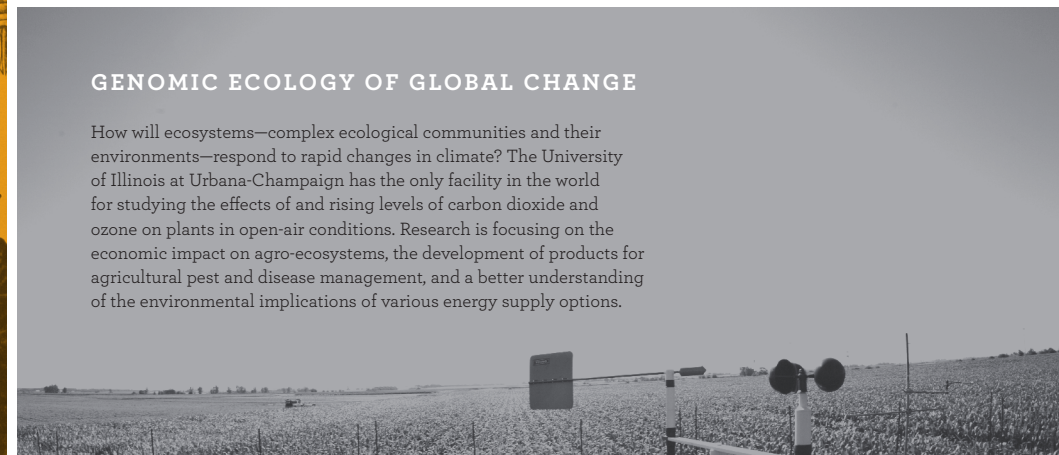 GENOMIC ECOLOGY OF GLOBAL CHANGE
How will ecosystems—complex ecological communities and their
environments—respond to rapid changes in climate? The University
of Illinois at Urbana-Champaign has the only facility in the world
for studying the effects of and rising levels of carbon dioxide and
ozone on plants in open-air conditions. Research is focusing on the
economic impact on agro-ecosystems, the development of products for
agricultural pest and disease management, and a better understanding
of the environmental implications of various energy supply options.